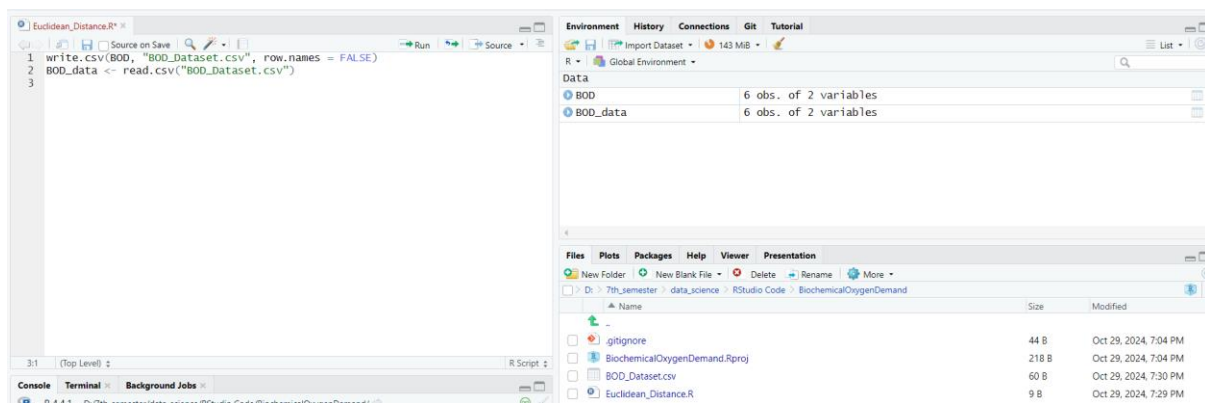 Euclidean_Distance.R*
Source on Save
Run
Source
1 write.csv(BOD, "BOD_Dataset.csv", row.names = FALSE)
2 BOD_data <- read.csv("BOD_Dataset.csv")
3
3:1 (Top Level) R Script
Console Terminal Background Jobs
Environment History Connections Git Tutorial
Import Dataset 143 MiB List
R Global Environment
Data
BOD 6 obs. of 2 variables
BOD_data 6 obs. of 2 variables
Files Plots Packages Help Viewer Presentation
New Folder New Blank File Delete Rename More
D: > 7th_semester > data_science > RStudio Code > BiochemicalOxygenDemand
Name Size Modified
..
.gitignore 44 B Oct 29, 2024, 7:04 PM
BiochemicalOxygenDemand.Rproj 218 B Oct 29, 2024, 7:04 PM
BOD_Dataset.csv 60 B Oct 29, 2024, 7:30 PM
Euclidean_Distance.R 9 B Oct 29, 2024, 7:29 PM